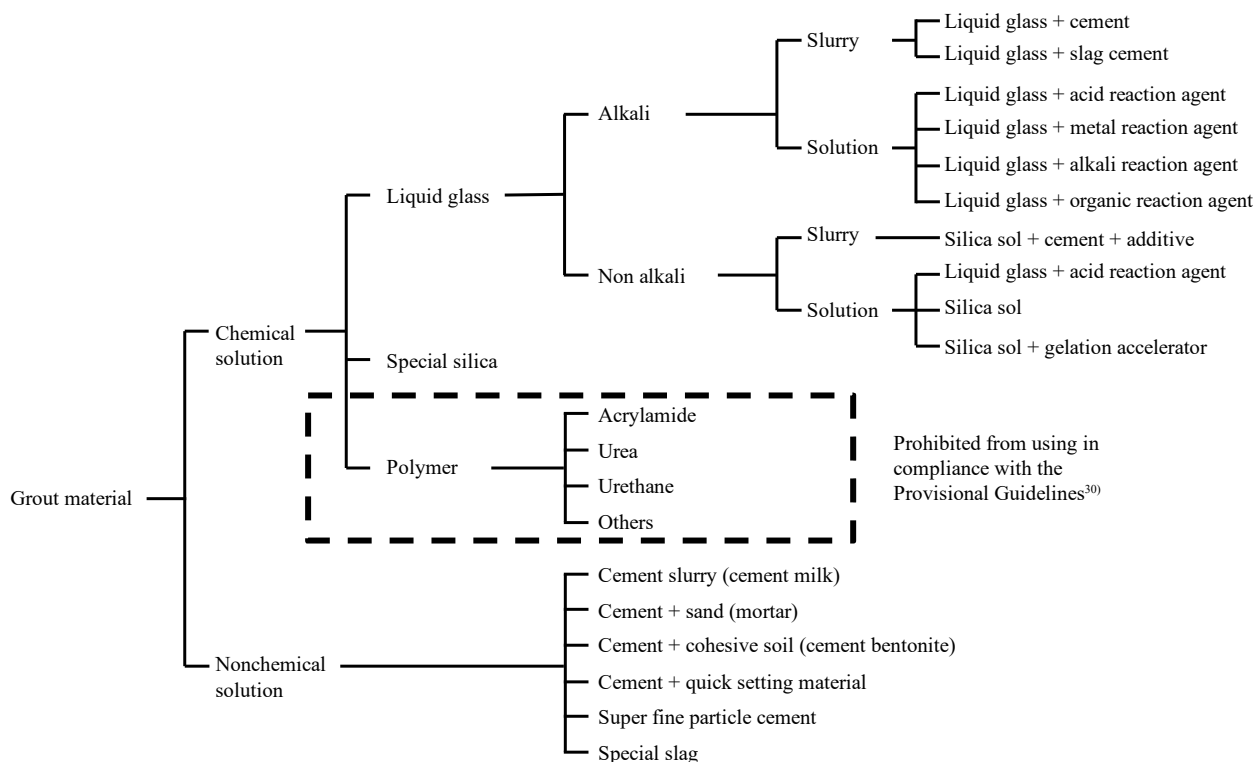 Liquid glass + cement
Slurry
Liquid glass + slag cement
Liquid glass + acid reaction agent
Alkali
Liquid glass + metal reaction agent
Solution
Liquid glass + alkali reaction agent
Liquid glass
Liquid glass + organic reaction agent
Slurry
Silica sol + cement + additive
Non alkali
Liquid glass + acid reaction agent
Solution
Silica sol
Chemical
solution
Silica sol + gelation accelerator
Special silica
Acrylamide
Urea
Polymer
Urethane
Others
Prohibited from using in
compliance with the
Provisional Guidelines30)
Grout material
Cement slurry (cement milk)
Cement + sand (mortar)
Cement + cohesive soil (cement bentonite)
Nonchemical
solution
Cement + quick setting material
Super fine particle cement
Special slag